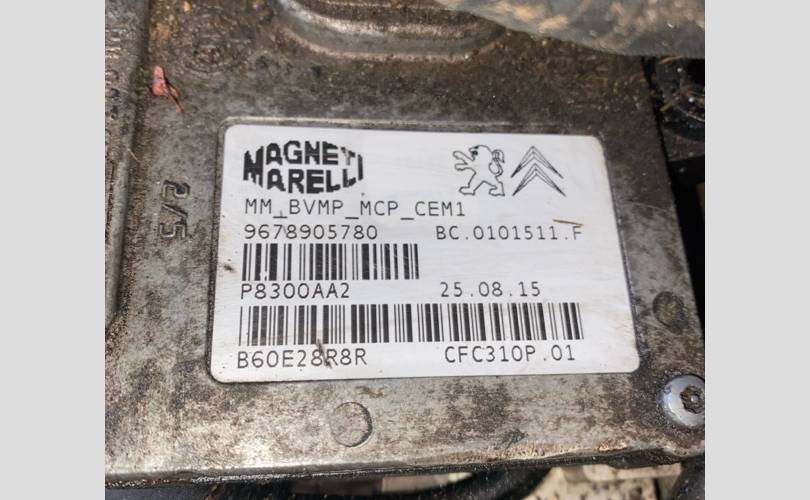 MAGNETI
MARELLI
MM_BVMP_MCP_CEM1
9678905780 BC.0101511.F
P8300AA2 25.08.15
B60E28R8R CFC310P.01
2/5